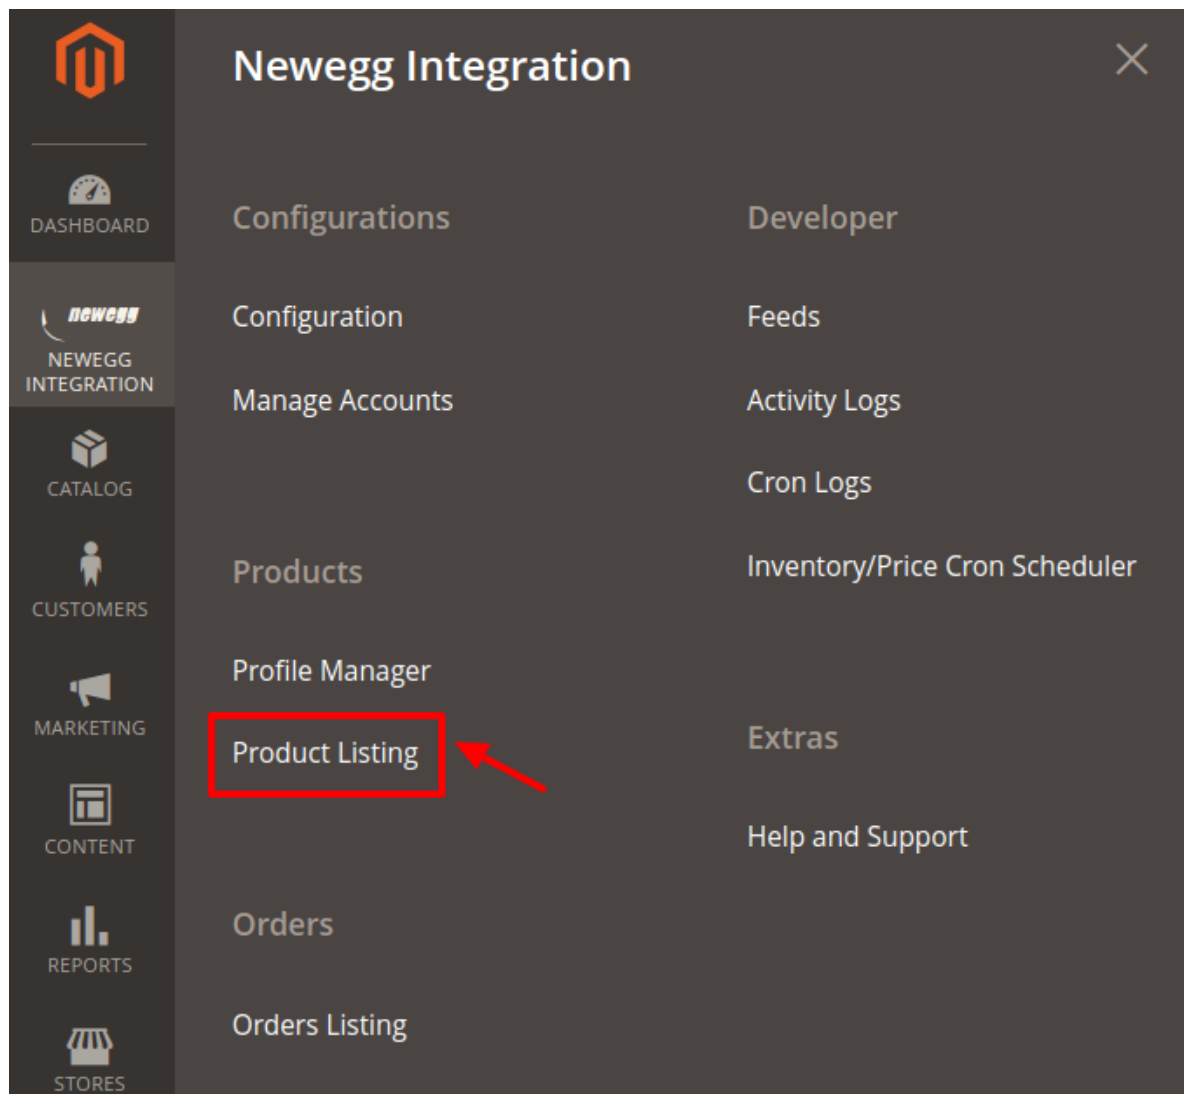 Newegg Integration
DASHBOARD
newegg
NEWEGG
INTEGRATION
CATALOG
CUSTOMERS
MARKETING
CONTENT
REPORTS
STORES
Configurations
Configuration
Manage Accounts
Products
Profile Manager
Product Listing
Orders
Orders Listing
Developer
Feeds
Activity Logs
Cron Logs
Inventory/Price Cron Scheduler
Extras
Help and Support